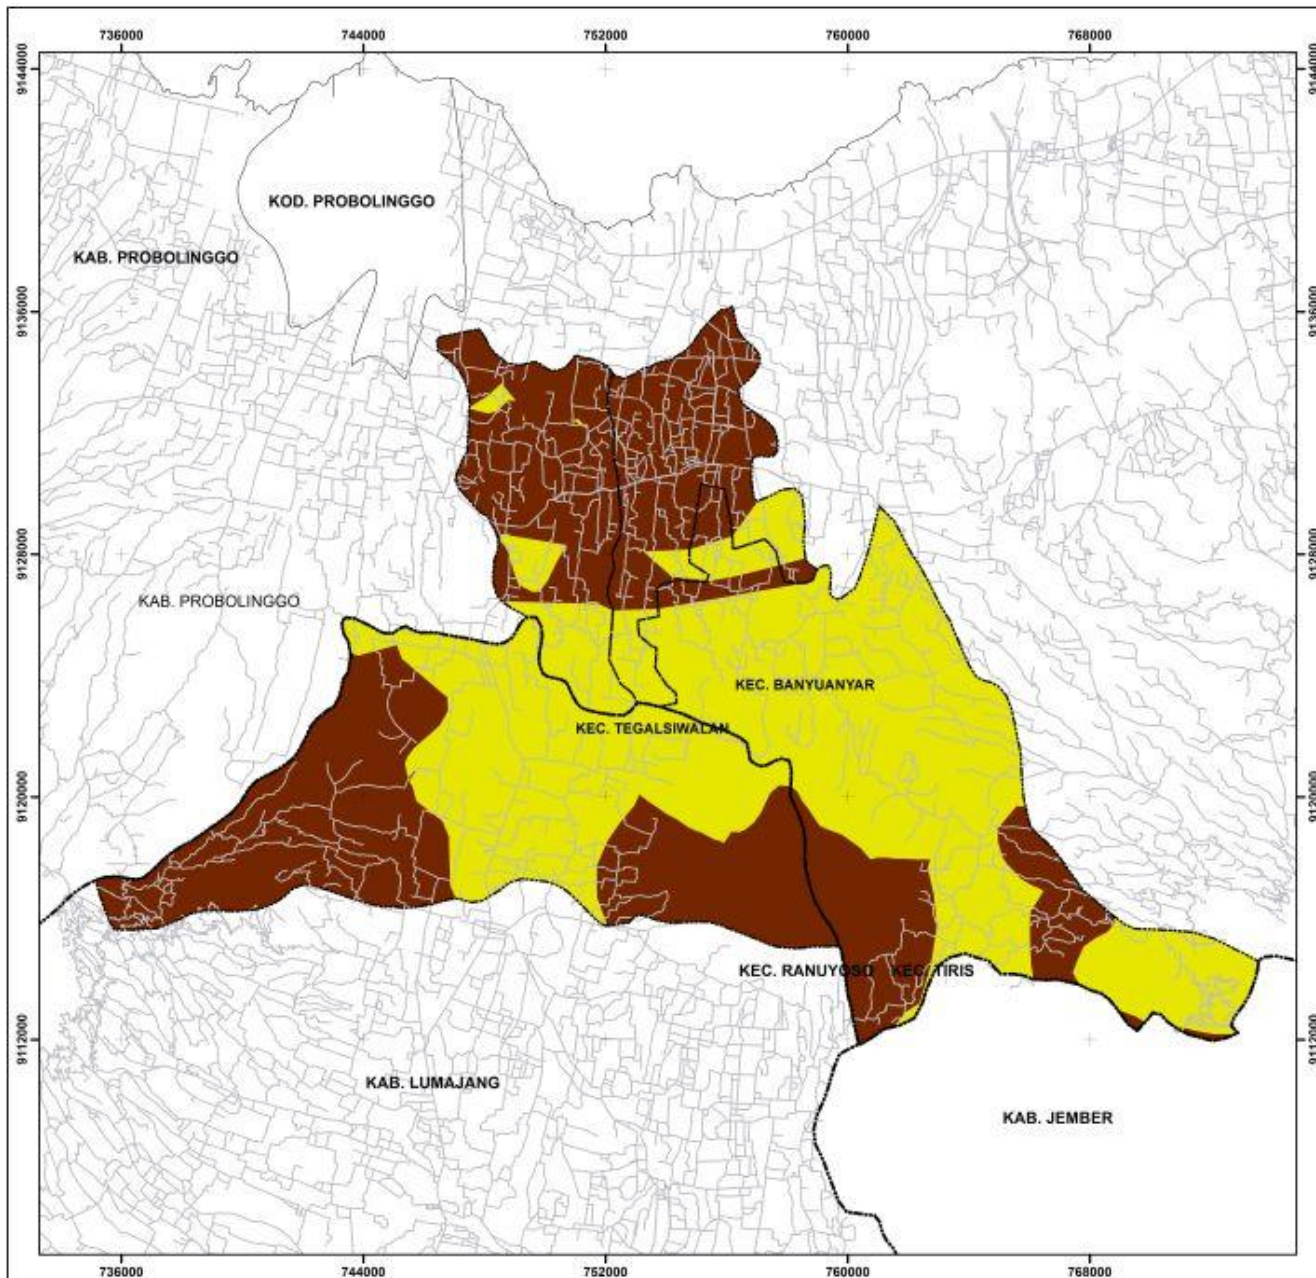 736000 744000 752000 760000 768000
9144000 9144000
KOD. PROBOLINGGO
KAB. PROBOLINGGO
9136000 9136000
9128000 9128000
KAB. PROBOLINGGO
KEC. BANYUANYAR
KEC. TEGALSIWALAN
9120000 9120000
KEC. RANUYOSO KEC. TIRIS
9112000 9112000
KAB. LUMAJANG
KAB. JEMBER
736000 744000 752000 760000 768000